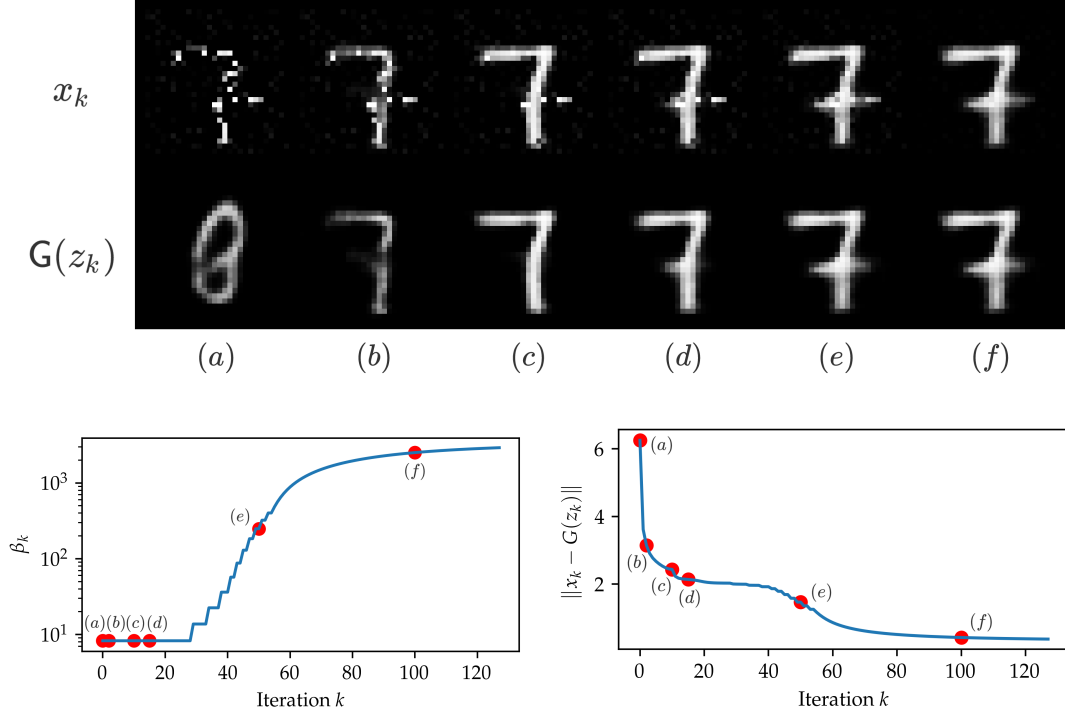 x_k
G(z_k)
(a) (b) (c) (d) (e) (f)
10^3
10^2
10^1
β_k
(a)(b)(c)(d)
(e)
(f)
0 20 40 60 80 100 120
Iteration k
6
4
2
‖x_k − G(z_k)‖
(a)
(b)
(c)
(d)
(e)
(f)
0 20 40 60 80 100 120
Iteration k